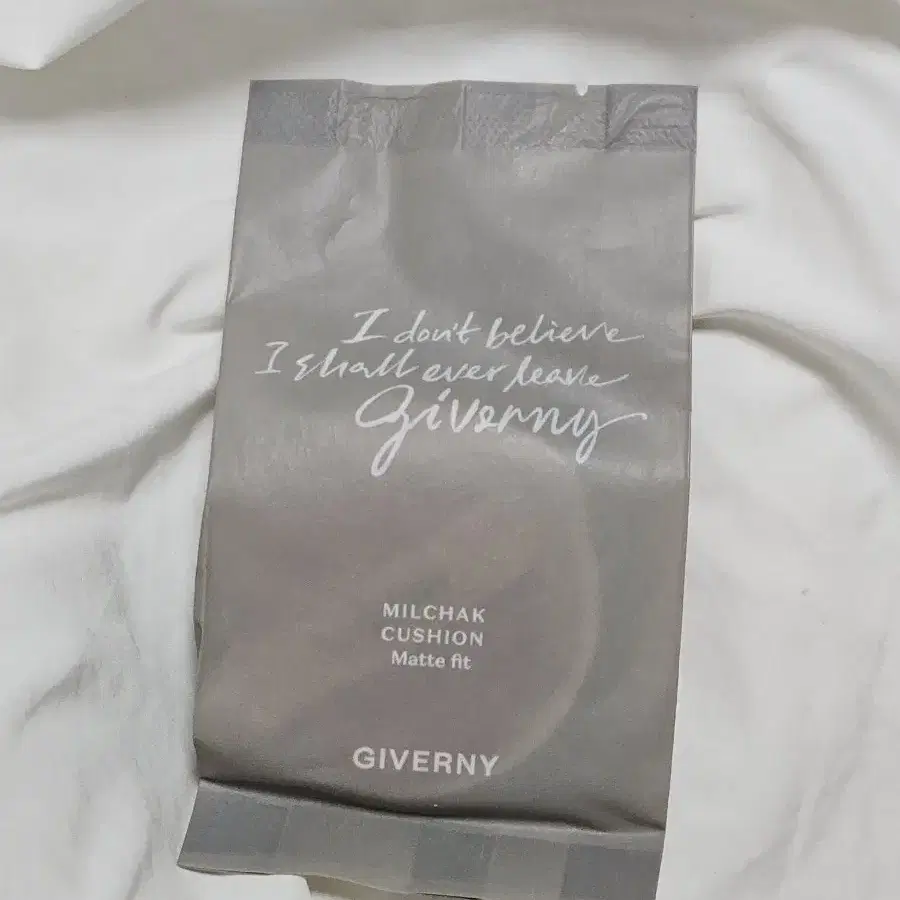 I don't believe
I shall ever leave
Giverny
MILCHAK
CUSHION
Matte fit
GIVERNY